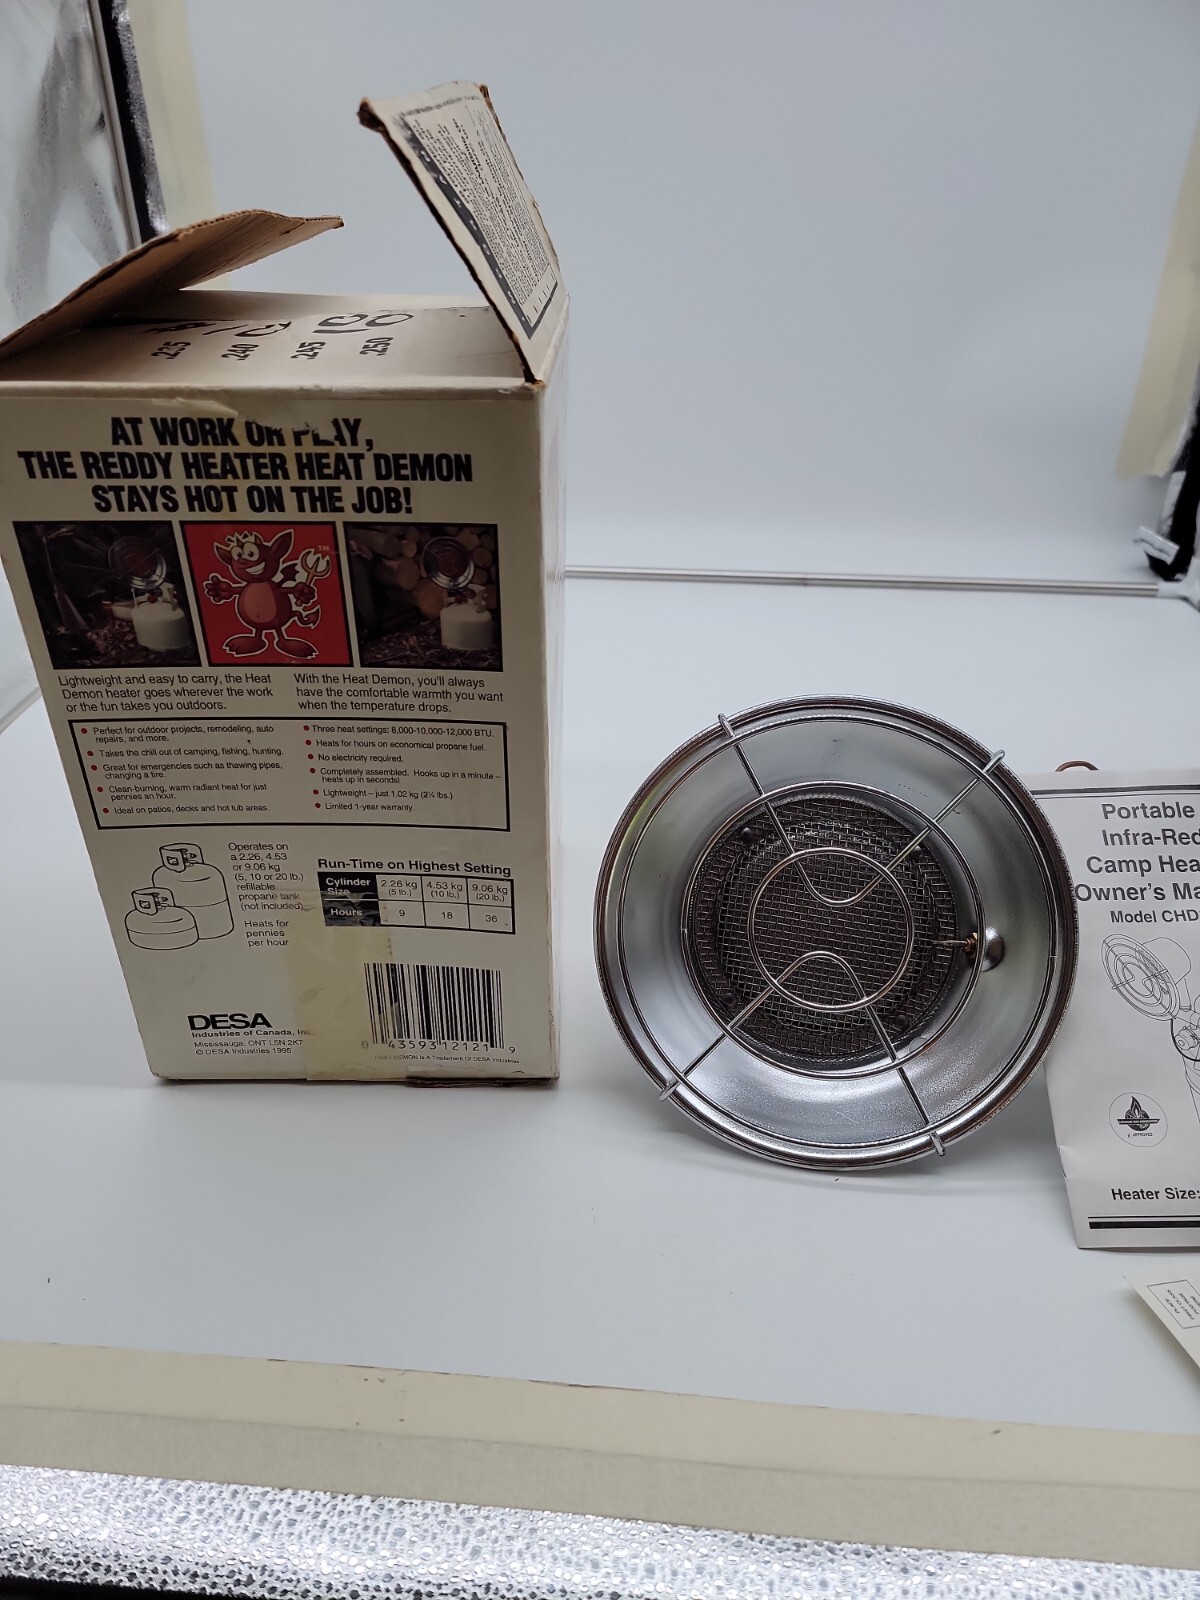 .235
.240
.245
.250
AT WORK OR PLAY,
THE REDDY HEATER HEAT DEMON
STAYS HOT ON THE JOB!
TM
Lightweight and easy to carry, the Heat
Demon heater goes wherever the work
or the fun takes you outdoors.
With the Heat Demon, you'll always
have the comfortable warmth you want
when the temperature drops.
• Perfect for outdoor projects, remodeling, auto
repairs, and more.
• Takes the chill out of camping, fishing, hunting.
• Great for emergencies such as thawing pipes,
changing a tire.
• Clean-burning, warm radiant heat for just
pennies an hour.
• Ideal on patios, decks and hot tub areas.
• Three heat settings: 8,000-10,000-12,000 BTU.
• Heats for hours on economical propane fuel.
• No electricity required.
• Completely assembled. Hooks up in a minute –
heats up in seconds!
• Lightweight – just 1.02 kg (2¼ lbs.)
• Limited 1-year warranty.
Operates on
a 2.26, 4.53
or 9.06 kg
(5, 10 or 20 lb.)
refillable
propane tank
(not included)
Heats for
pennies
per hour
Run-Time on Highest Setting
Cylinder Size 2.26 kg (5 lb.) 4.53 kg (10 lb.) 9.06 kg (20 lb.)
Hours 9 18 36
DESA
Industries of Canada, Inc.
Mississauga, ONT L5N 2K7
© DESA Industries 1995
0 43593 12121 9
DEMON Is A Trademark Of DESA Industries
Portable
Infra-Red
Camp Hea
Owner's Ma
Model CHD
APPROVED
Heater Size: